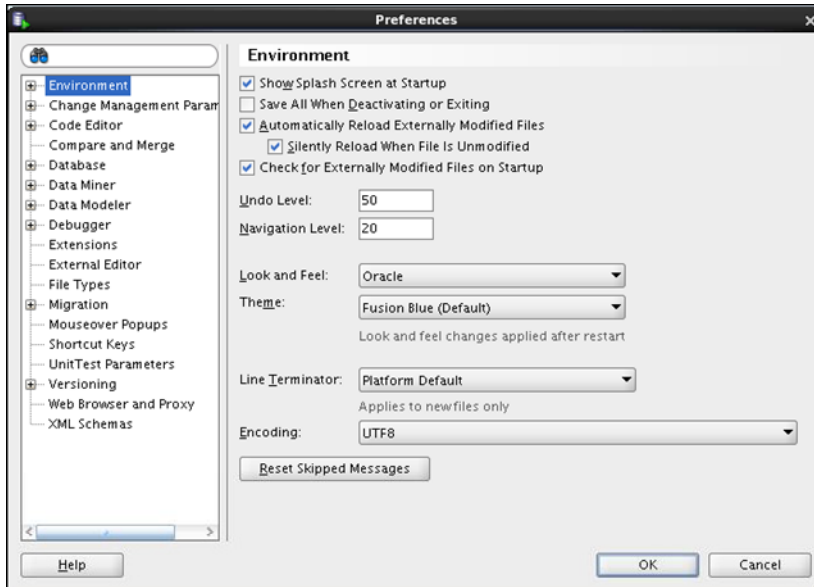 Preferences
Environment
Change Management Param
Code Editor
Compare and Merge
Database
Data Miner
Data Modeler
Debugger
Extensions
External Editor
File Types
Migration
Mouseover Popups
Shortcut Keys
UnitTest Parameters
Versioning
Web Browser and Proxy
XML Schemas
Environment
Show Splash Screen at Startup
Save All When Deactivating or Exiting
Automatically Reload Externally Modified Files
Silently Reload When File Is Unmodified
Check for Externally Modified Files on Startup
Undo Level: 50
Navigation Level: 20
Look and Feel: Oracle
Theme: Fusion Blue (Default)
Look and feel changes applied after restart
Line Terminator: Platform Default
Applies to new files only
Encoding: UTF8
Reset Skipped Messages
Help OK Cancel